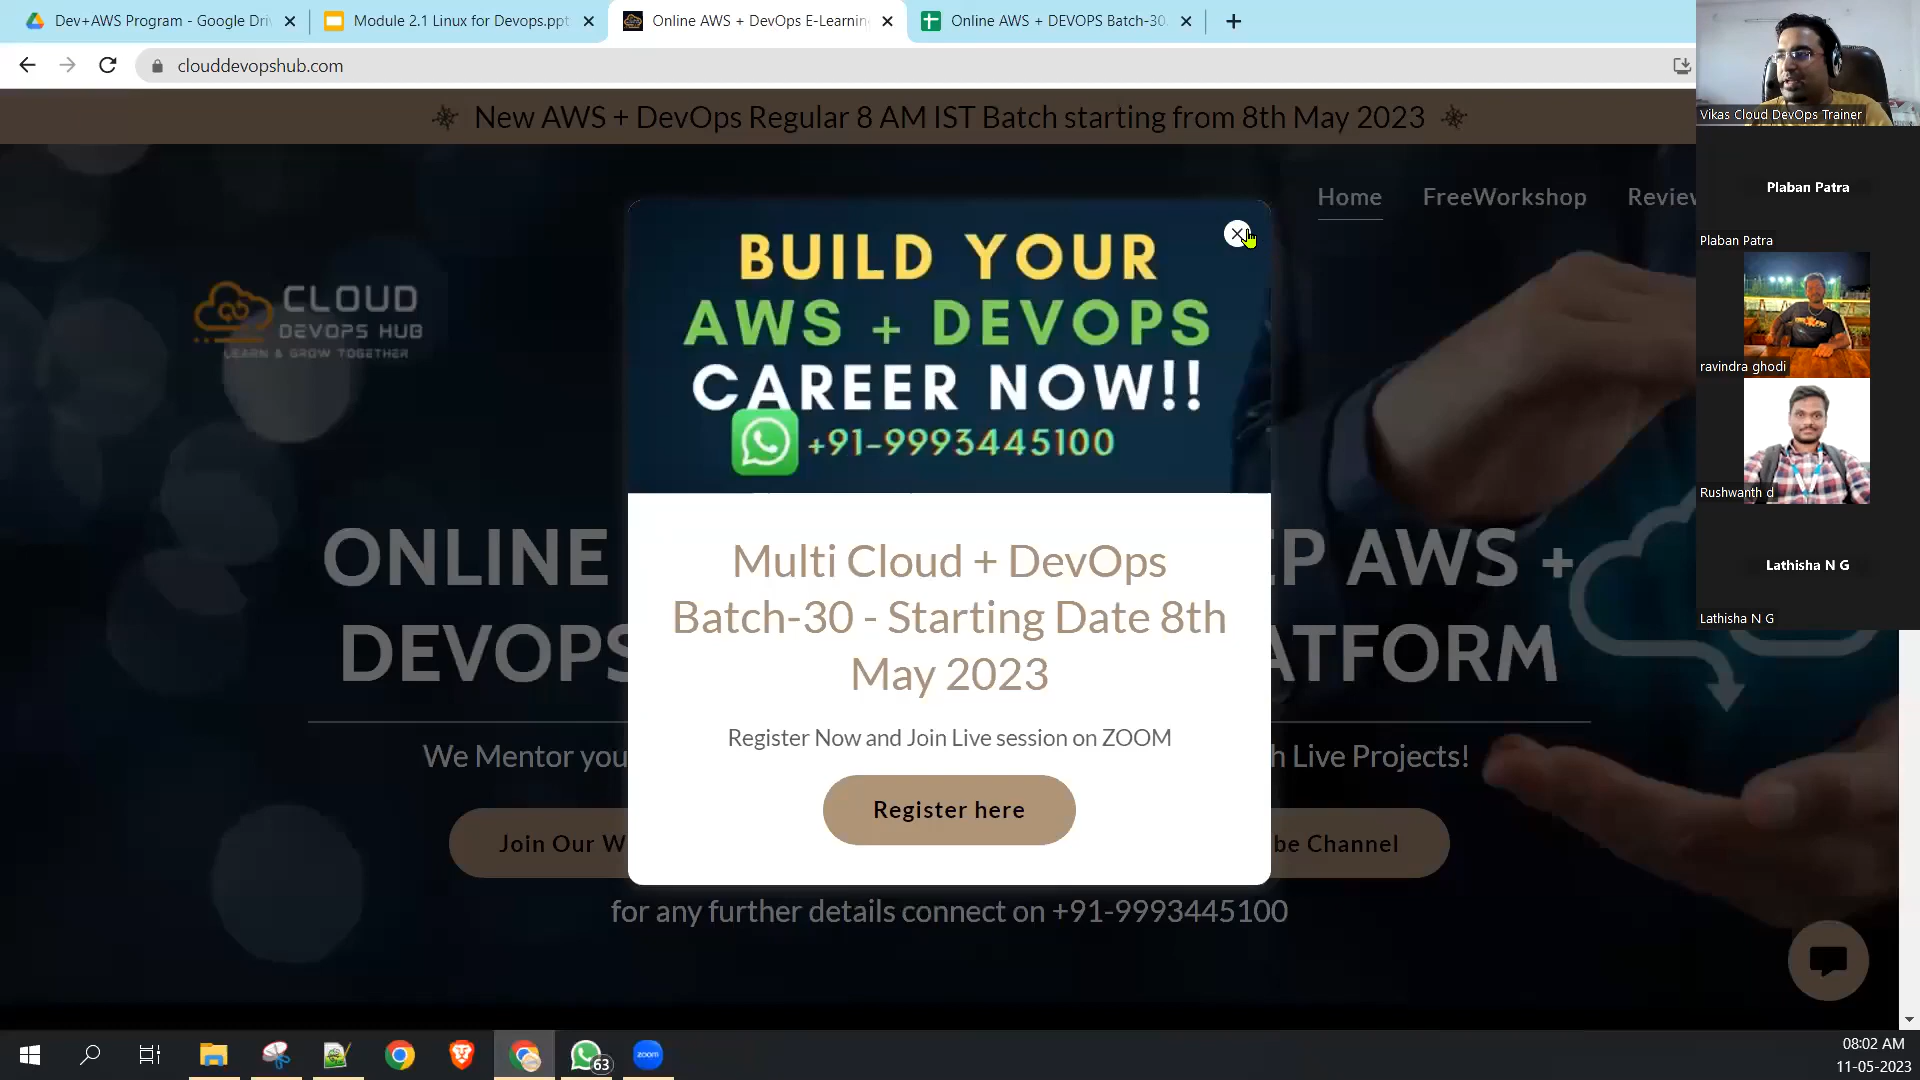 Dev+AWS Program - Google Dri
Module 2.1 Linux for Devops.ppt
Online AWS + DevOps E-Learnin
Online AWS + DEVOPS Batch-30.
clouddevopshub.com
New AWS + DevOps Regular 8 AM IST Batch starting from 8th May 2023
Home
FreeWorkshop
Review
CLOUD
DEVOPS HUB
LEARN & GROW TOGETHER
BUILD YOUR
AWS + DEVOPS
CAREER NOW!!
+91-9993445100
ONLINE
EP AWS +
DEVOPS
ATFORM
Multi Cloud + DevOps
Batch-30 - Starting Date 8th
May 2023
Register Now and Join Live session on ZOOM
Register here
We Mentor you
h Live Projects!
Join Our W
be Channel
for any further details connect on +91-9993445100
Vikas Cloud DevOps Trainer
Plaban Patra
Plaban Patra
ravindra ghodi
Rushwanth d
Lathisha N G
Lathisha N G
63
zoom
08:02 AM
11-05-2023